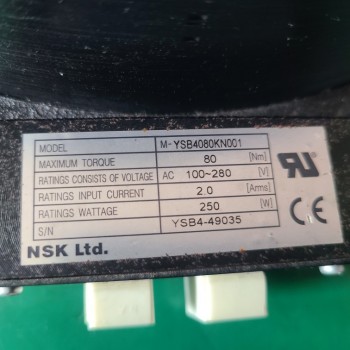 MODEL M-YSB4080KN001
MAXIMUM TORQUE 80 [Nm]
RATINGS CONSISTS OF VOLTAGE AC 100~280 [V]
RATINGS INPUT CURRENT 2.0 [Arms]
RATINGS WATTAGE 250 [W]
S/N YSB4-49035
NSK Ltd.
RU
CE